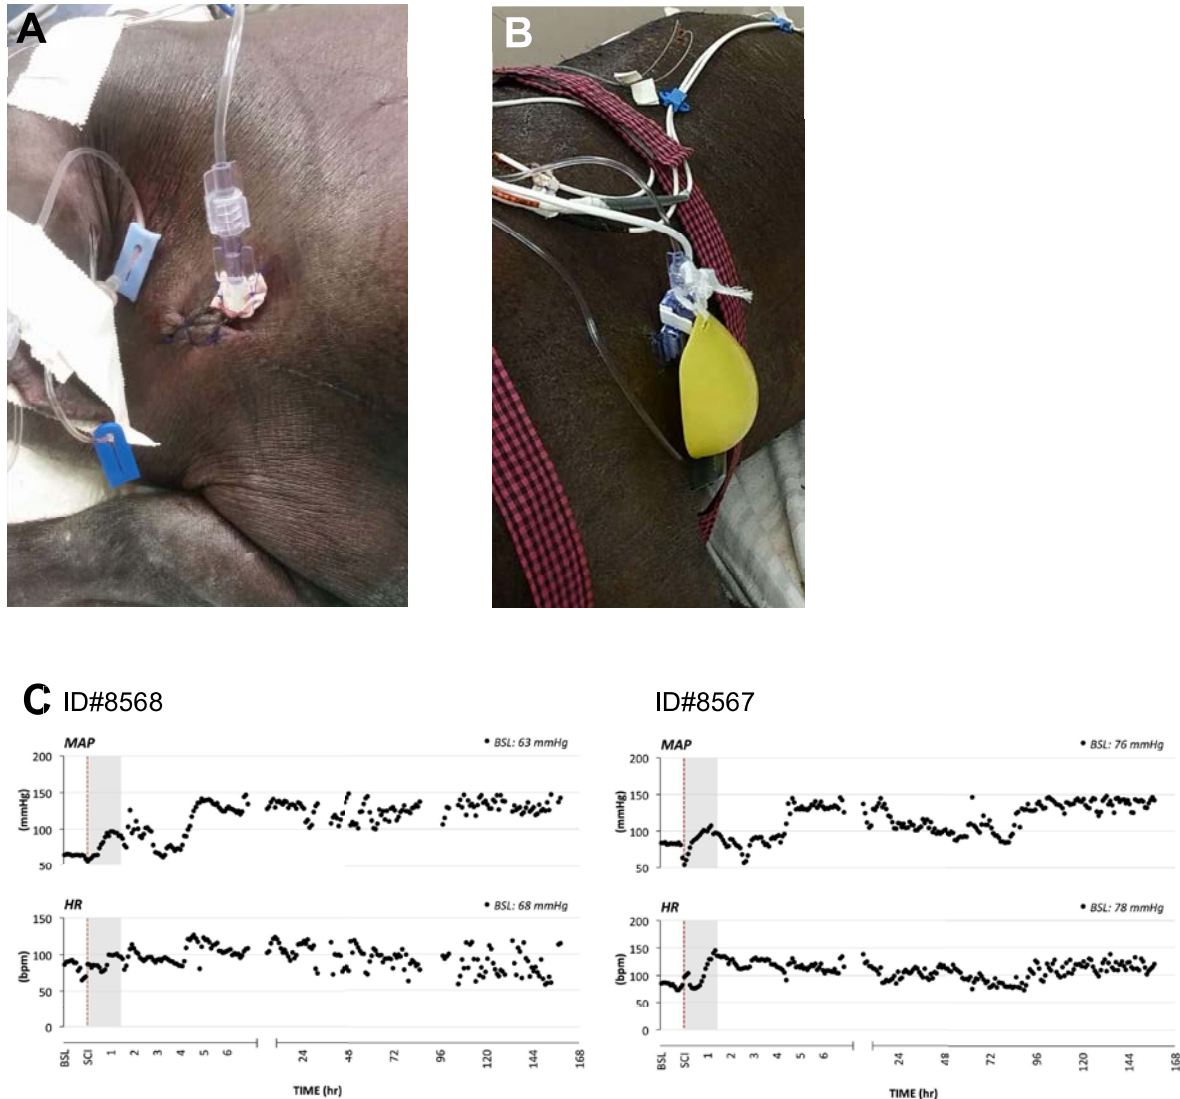 A
B
C ID#8568
MAP
• BSL: 63 mmHg
200
150
100
50
(mmHg)
HR
• BSL: 68 mmHg
150
100
50
0
(bpm)
BSL SCI 1 2 3 4 5 6 24 48 72 96 120 144 168
TIME (hr)
ID#8567
MAP
• BSL: 76 mmHg
200
150
100
50
(mmHg)
HR
• BSL: 78 mmHg
200
150
100
50
0
(bpm)
BSL SCI 1 2 3 4 5 6 24 48 72 96 120 144 168
TIME (hr)